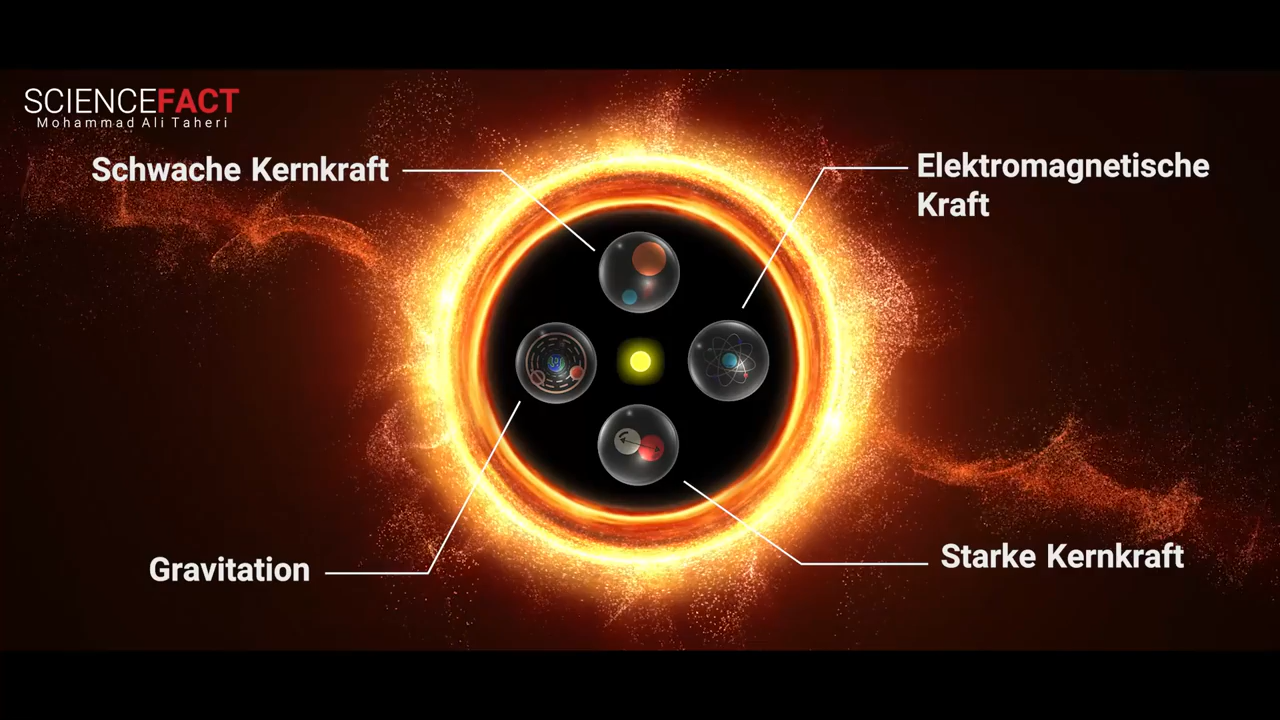 SCIENCEFACT
Mohammad Ali Taheri
Schwache Kernkraft
Elektromagnetische
Kraft
Gravitation
Starke Kernkraft